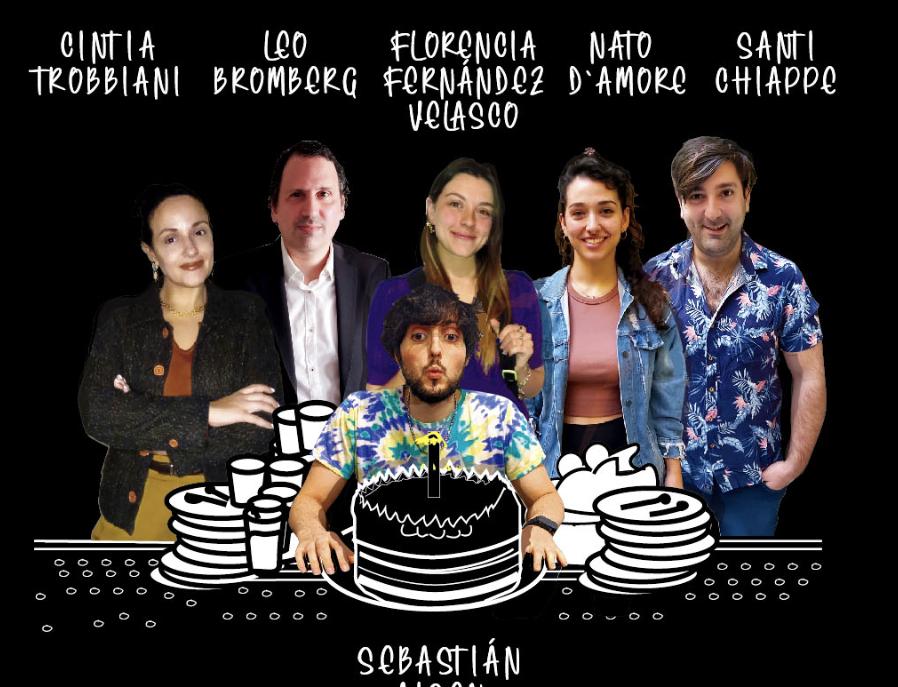 CINTIA
TROBBIANI
LEO
BROMBERG
FLORENCIA
FERNÁNDEZ
VELASCO
NATO
D`AMORE
SANTI
CHIAPPE
SEBASTIÁN